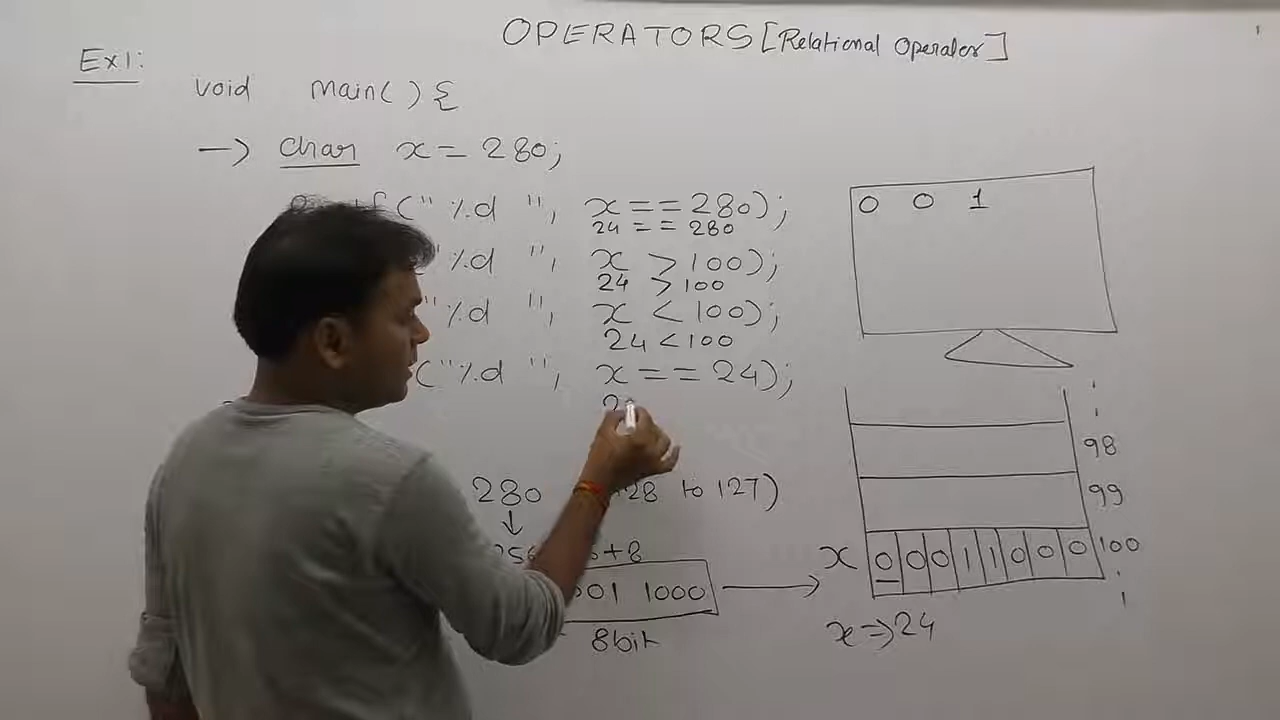 OPERATORS [Relational Operator]
Ex1:
void main( ) {
→ char x = 280;
(" %d ", x == 280);
24 == 280
"%d ", x > 100);
24 > 100
"%d ", x < 100);
24 < 100
("%d ", x == 24);
2
280 128 to 127)
↓
+8
001 1000
8bit
0 0 1
98
99
x 0 0 0 1 1 0 0 0 100
x ⇒ 24